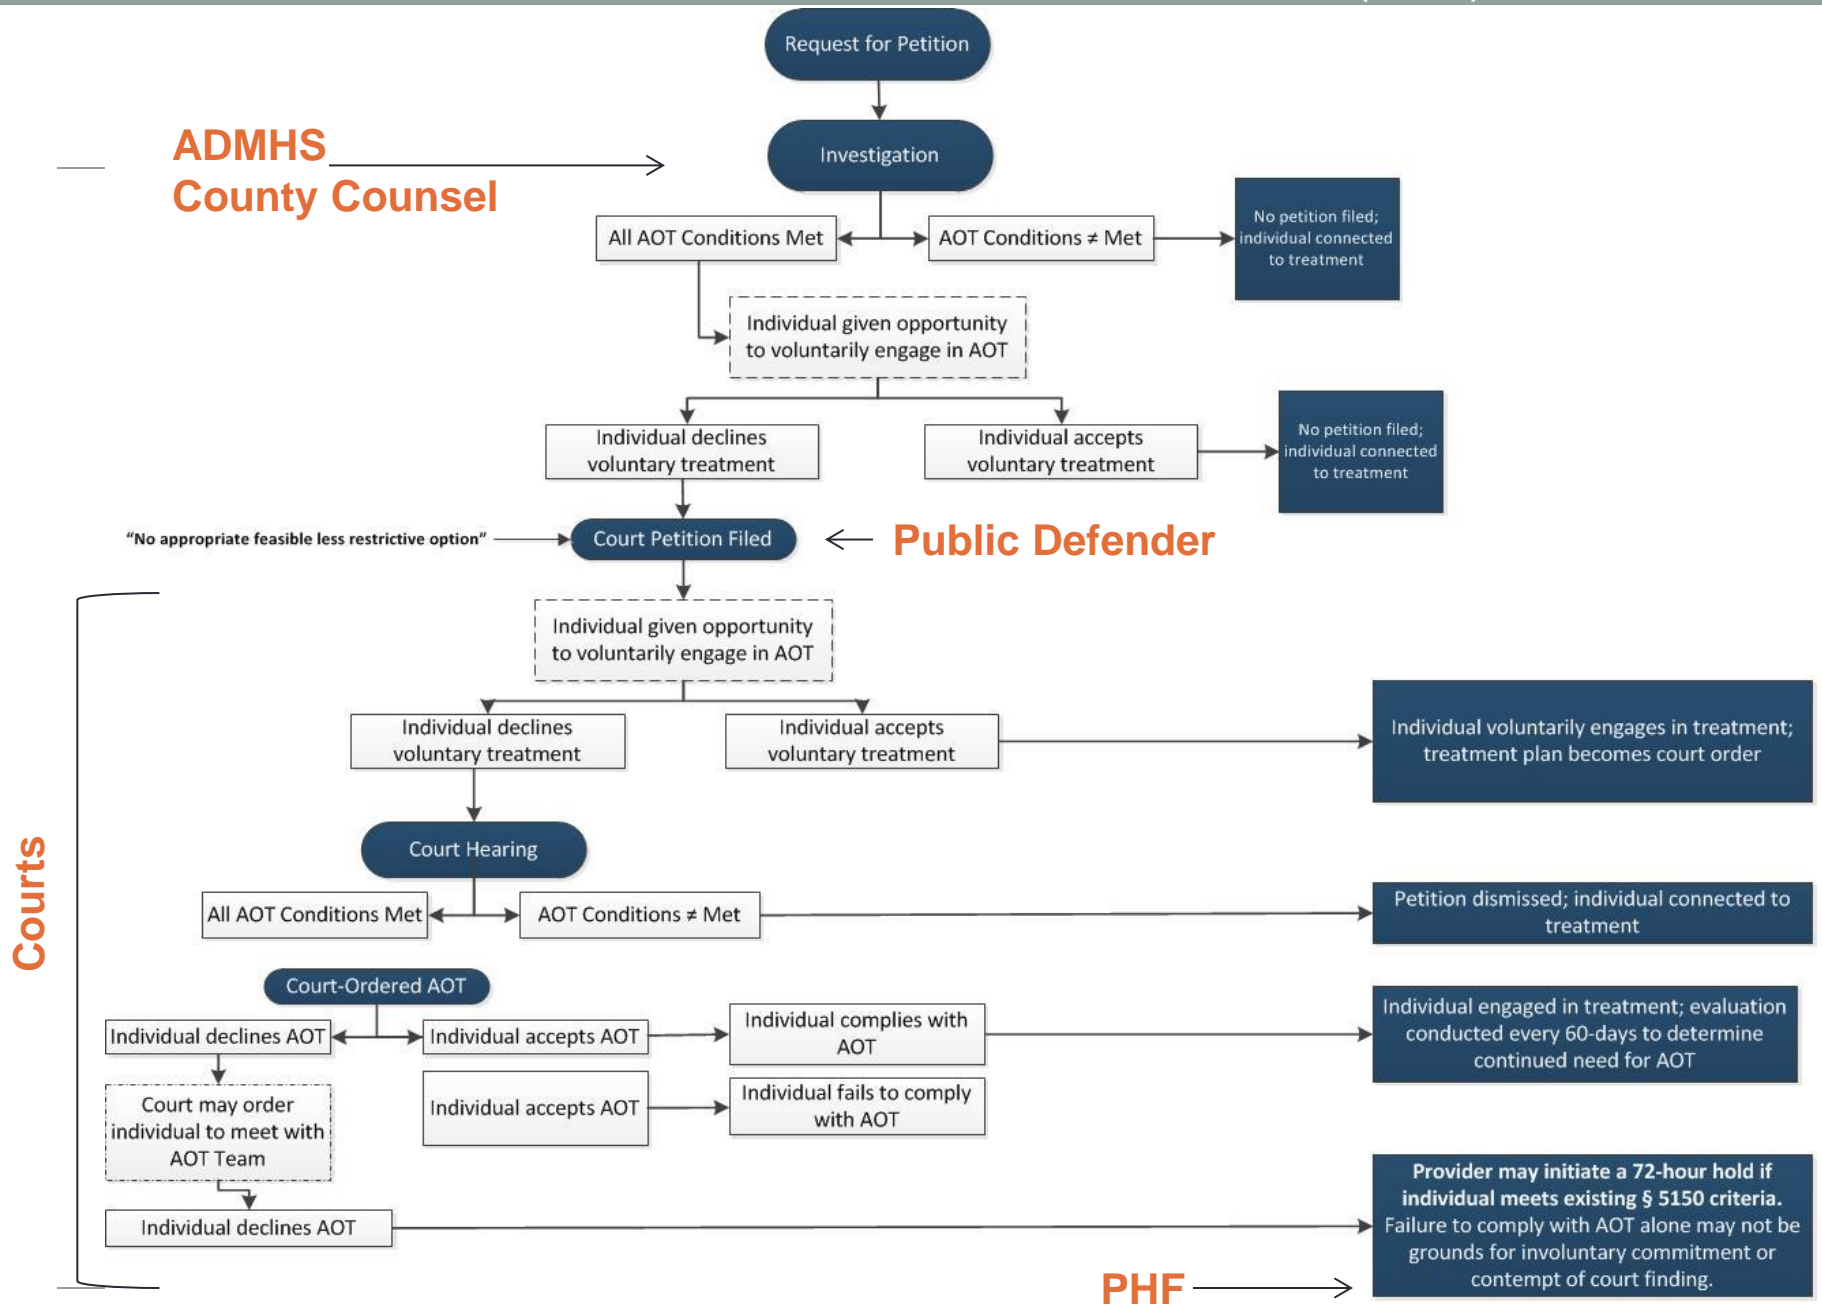 Request for Petition
ADMHS
County Counsel
Investigation
All AOT Conditions Met
AOT Conditions ≠ Met
No petition filed;
individual connected
to treatment
Individual given opportunity
to voluntarily engage in AOT
Individual declines
voluntary treatment
Individual accepts
voluntary treatment
No petition filed;
individual connected
to treatment
“No appropriate feasible less restrictive option”
Court Petition Filed
Public Defender
Individual given opportunity
to voluntarily engage in AOT
Individual declines
voluntary treatment
Individual accepts
voluntary treatment
Individual voluntarily engages in treatment;
treatment plan becomes court order
Courts
Court Hearing
All AOT Conditions Met
AOT Conditions ≠ Met
Petition dismissed; individual connected to
treatment
Court-Ordered AOT
Individual declines AOT
Individual accepts AOT
Individual complies with
AOT
Individual engaged in treatment; evaluation
conducted every 60-days to determine
continued need for AOT
Court may order
individual to meet with
AOT Team
Individual accepts AOT
Individual fails to comply
with AOT
Individual declines AOT
Provider may initiate a 72-hour hold if
individual meets existing § 5150 criteria.
Failure to comply with AOT alone may not be
grounds for involuntary commitment or
contempt of court finding.
PHF